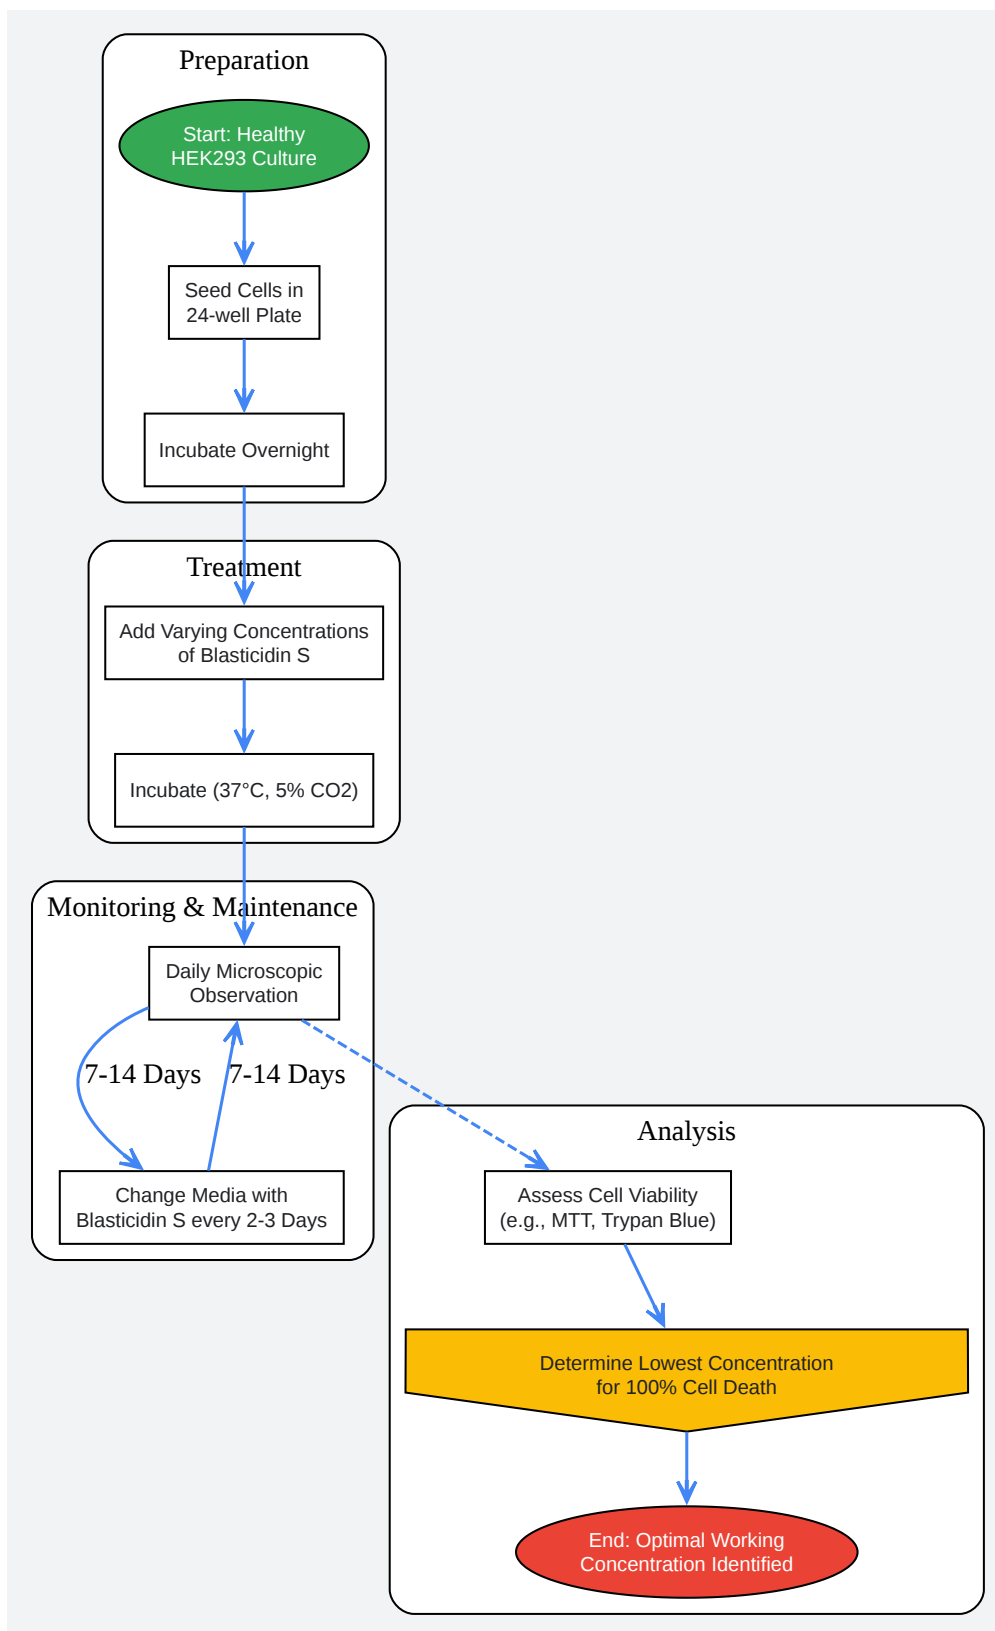 Preparation
Start: Healthy
HEK293 Culture
Seed Cells in
24-well Plate
Incubate Overnight
Treatment
Add Varying Concentrations
of Blasticidin S
Incubate (37°C, 5% CO2)
Monitoring & Maintenance
Daily Microscopic
Observation
7-14 Days
7-14 Days
Change Media with
Blasticidin S every 2-3 Days
Analysis
Assess Cell Viability
(e.g., MTT, Trypan Blue)
Determine Lowest Concentration
for 100% Cell Death
End: Optimal Working
Concentration Identified